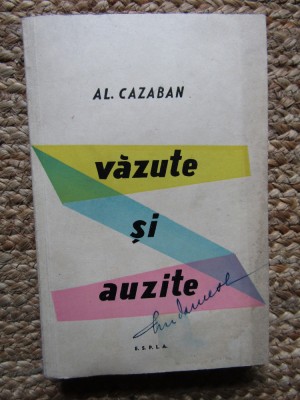 AL. CAZABAN
văzute
și
auzite
E.S.P.L.A.